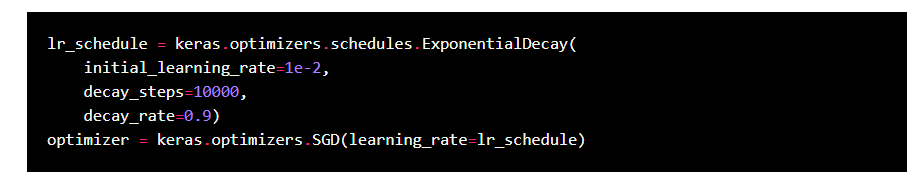 lr_schedule = keras.optimizers.schedules.ExponentialDecay(
    initial_learning_rate=1e-2,
    decay_steps=10000,
    decay_rate=0.9)
optimizer = keras.optimizers.SGD(learning_rate=lr_schedule)